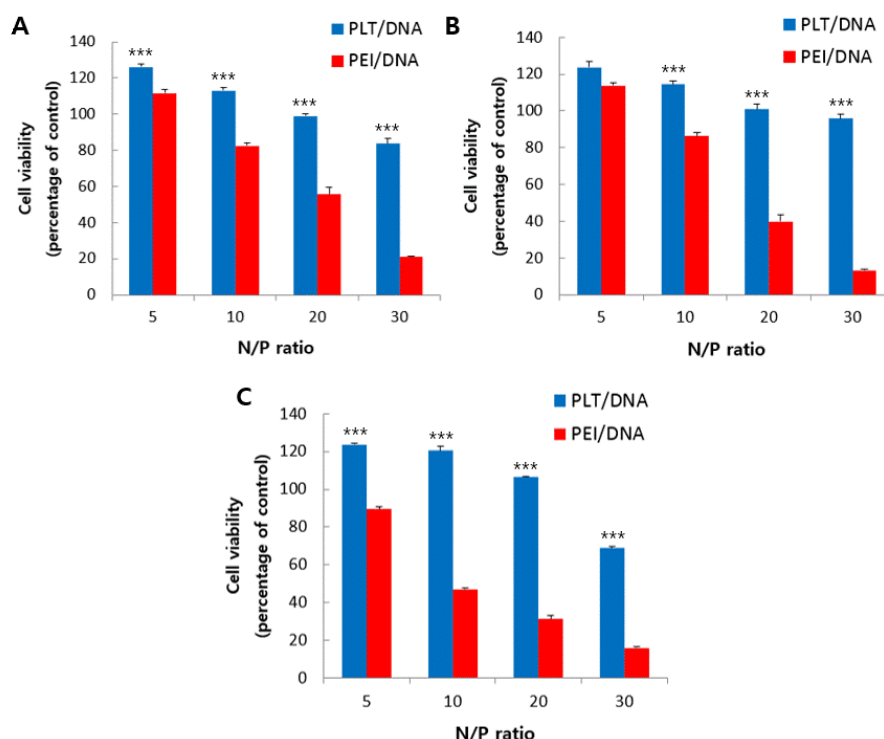 A
PLT/DNA
PEI/DNA
Cell viability
(percentage of control)
140
120
100
80
60
40
20
0
***
***
***
***
5 10 20 30
N/P ratio
B
PLT/DNA
PEI/DNA
Cell viability
(percentage of control)
140
120
100
80
60
40
20
0
***
***
***
5 10 20 30
N/P ratio
C
PLT/DNA
PEI/DNA
Cell viability
(percentage of control)
140
120
100
80
60
40
20
0
***
***
***
***
5 10 20 30
N/P ratio